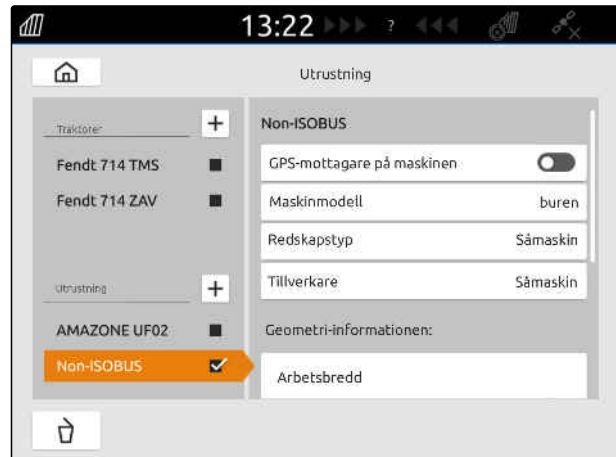 13:22
?
Utrustning
Traktorer
Fendt 714 TMS
Fendt 714 ZAV
Utrustning
AMAZONE UF02
Non-ISOBUS
Non-ISOBUS
GPS-mottagare på maskinen
Maskinmodell buren
Redskapstyp Såmaskin
Tillverkare Såmaskin
Geometri-informationen:
Arbetsbredd